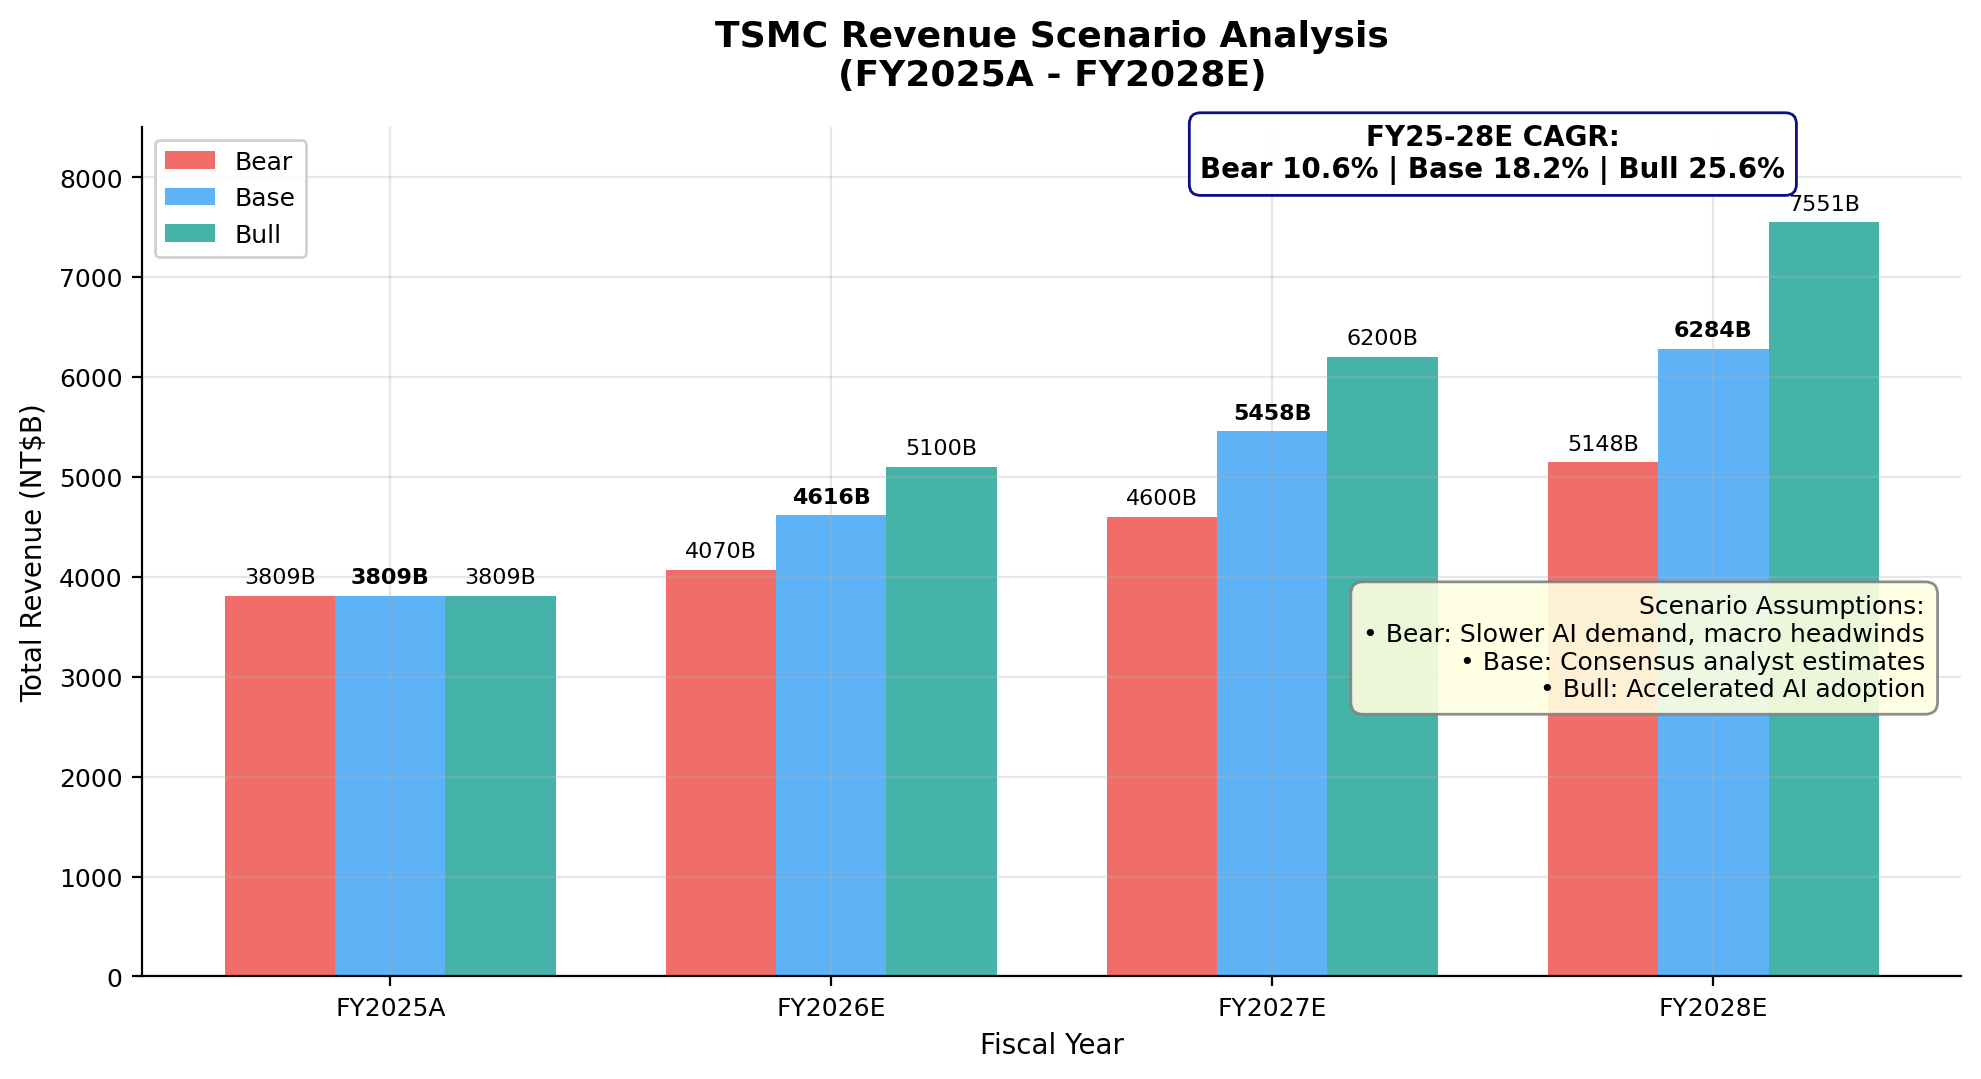 TSMC Revenue Scenario Analysis
(FY2025A - FY2028E)
FY25-28E CAGR:
Bear 10.6% | Base 18.2% | Bull 25.6%
Bear
Base
Bull
Total Revenue (NT$B)
8000
7000
6000
5000
4000
3000
2000
1000
0
3809B
3809B
3809B
4070B
4616B
5100B
4600B
5458B
6200B
5148B
6284B
7551B
Scenario Assumptions:
• Bear: Slower AI demand, macro headwinds
• Base: Consensus analyst estimates
• Bull: Accelerated AI adoption
FY2025A
FY2026E
FY2027E
FY2028E
Fiscal Year